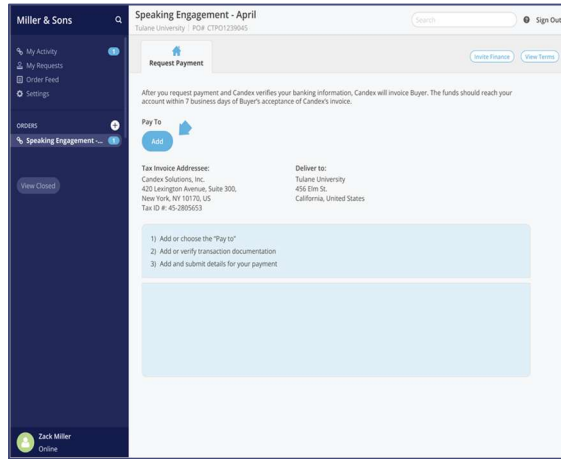 Miller & Sons
My Activity 1
My Requests
Order Feed
Settings
ORDERS
Speaking Engagement -... 1
View Closed
Zack Miller
Online
Speaking Engagement - April
Tulane University | PO# CTPO1239045
Search
Sign Out
Request Payment
Invite Finance
View Terms
After you request payment and Candex verifies your banking information, Candex will invoice Buyer. The funds should reach your
account within 7 business days of Buyer's acceptance of Candex's invoice.
Pay To
Add
Tax Invoice Addressee:
Candex Solutions, Inc.
420 Lexington Avenue, Suite 300,
New York, NY 10170, US
Tax ID #: 45-2805653
Deliver to:
Tulane University
456 Elm St.
California, United States
1) Add or choose the "Pay to"
2) Add or verify transaction documentation
3) Add and submit details for your payment